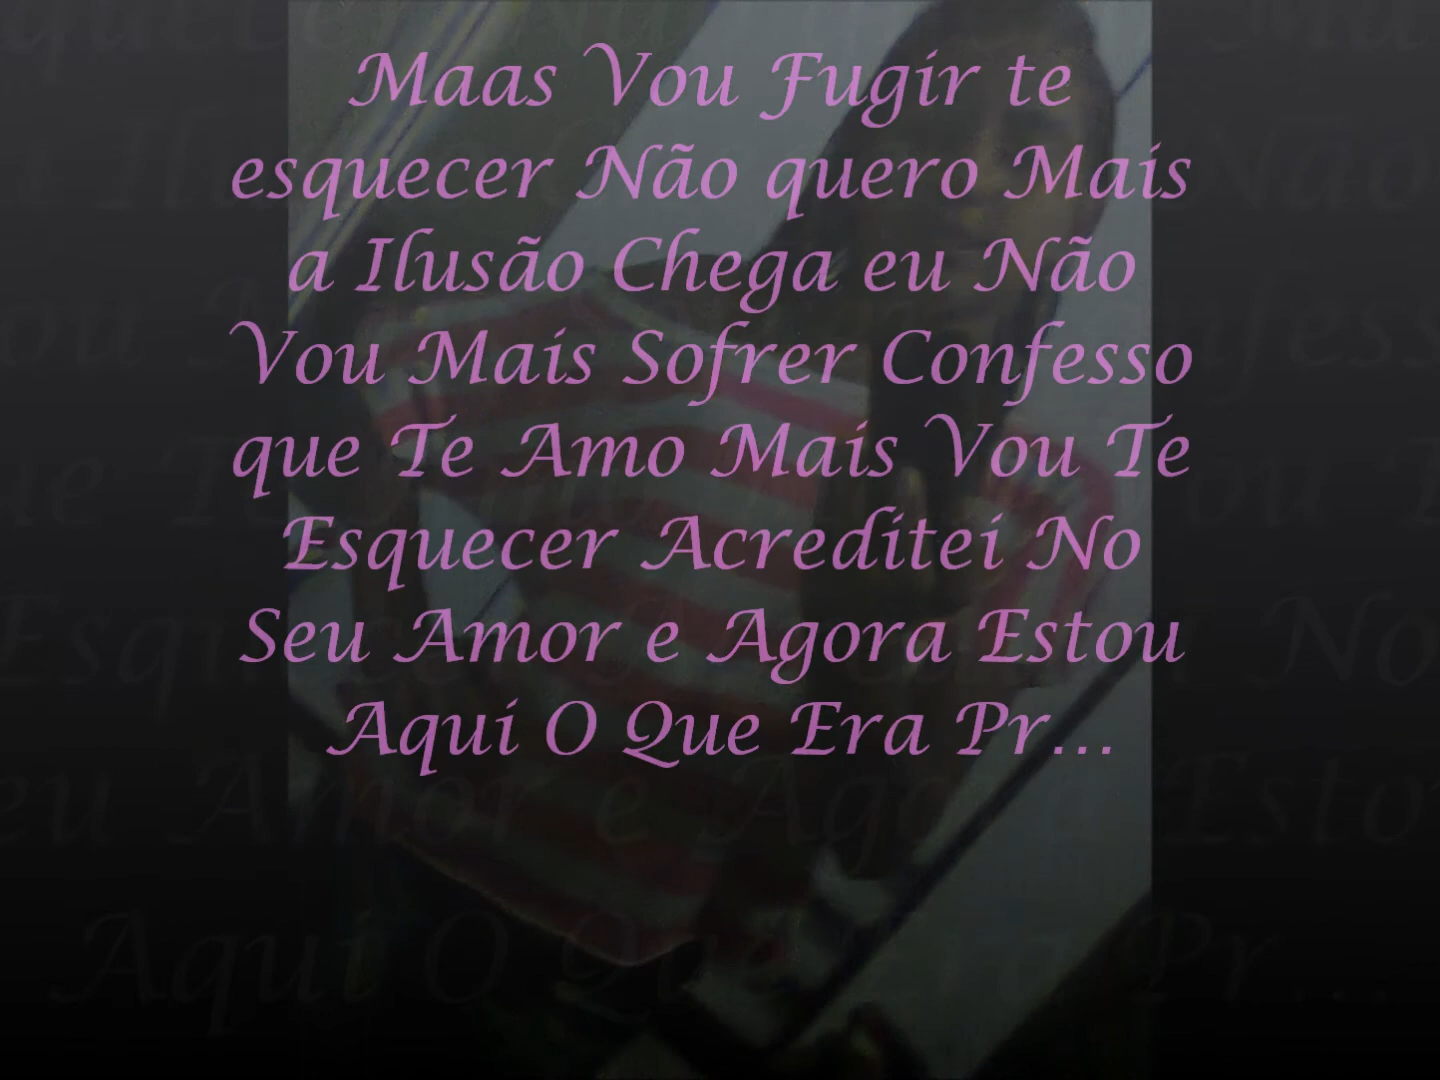 Maas Vou Fugir te
esquecer Não quero Mais
a Ilusão Chega eu Não
Vou Mais Sofrer Confesso
que Te Amo Mais Vou Te
Esquecer Acreditei No
Seu Amor e Agora Estou
Aqui O Que Era Pr...